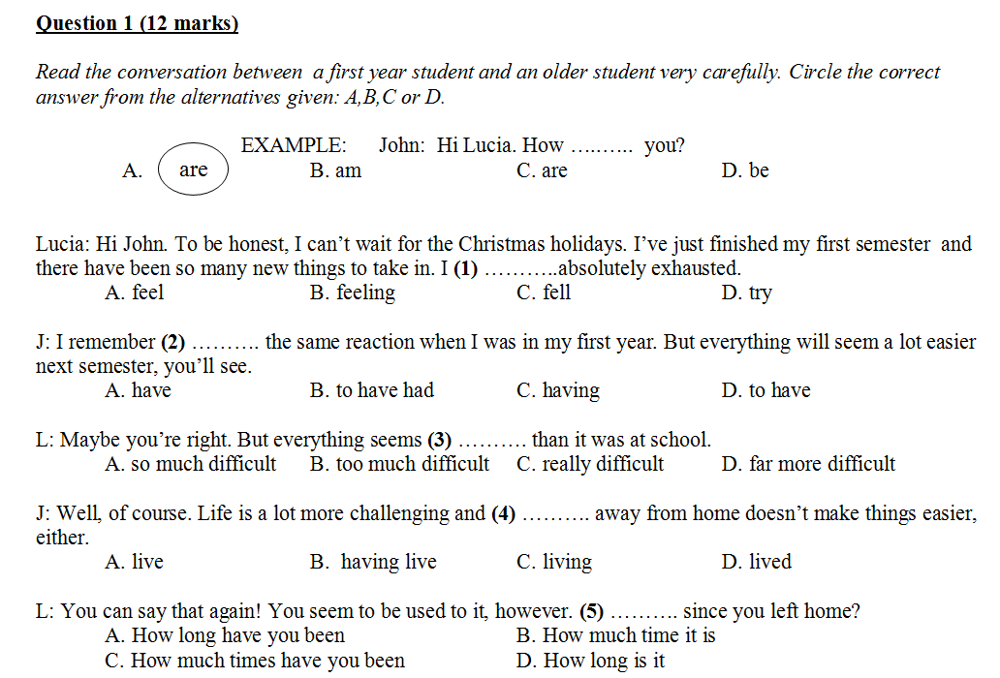 Question 1 (12 marks)
Read the conversation between a first year student and an older student very carefully. Circle the correct
answer from the alternatives given: A,B,C or D.
EXAMPLE: John: Hi Lucia. How .......... you?
A. are B. am C. are D. be
Lucia: Hi John. To be honest, I can't wait for the Christmas holidays. I've just finished my first semester and
there have been so many new things to take in. I (1) ...........absolutely exhausted.
A. feel B. feeling C. fell D. try
J: I remember (2) .......... the same reaction when I was in my first year. But everything will seem a lot easier
next semester, you'll see.
A. have B. to have had C. having D. to have
L: Maybe you're right. But everything seems (3) .......... than it was at school.
A. so much difficult B. too much difficult C. really difficult D. far more difficult
J: Well, of course. Life is a lot more challenging and (4) .......... away from home doesn't make things easier,
either.
A. live B. having live C. living D. lived
L: You can say that again! You seem to be used to it, however. (5) .......... since you left home?
A. How long have you been B. How much time it is
C. How much times have you been D. How long is it